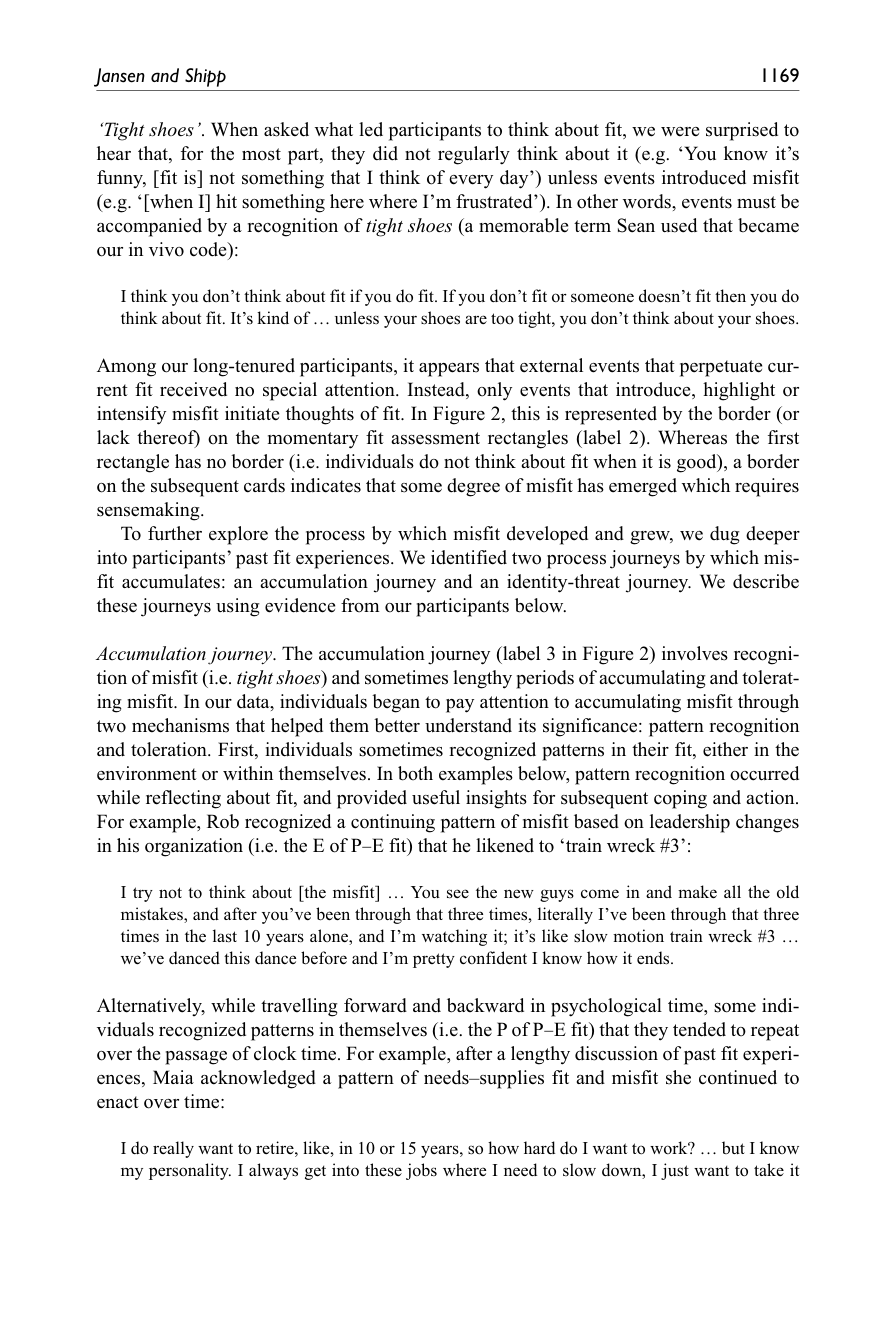 Jansen and Shipp 1169
‘Tight shoes’. When asked what led participants to think about fit, we were surprised to
hear that, for the most part, they did not regularly think about it (e.g. ‘You know it’s
funny, [fit is] not something that I think of every day’) unless events introduced misfit
(e.g. ‘[when I] hit something here where I’m frustrated’). In other words, events must be
accompanied by a recognition of tight shoes (a memorable term Sean used that became
our in vivo code):
I think you don’t think about fit if you do fit. If you don’t fit or someone doesn’t fit then you do
think about fit. It’s kind of … unless your shoes are too tight, you don’t think about your shoes.
Among our long-tenured participants, it appears that external events that perpetuate cur-
rent fit received no special attention. Instead, only events that introduce, highlight or
intensify misfit initiate thoughts of fit. In Figure 2, this is represented by the border (or
lack thereof) on the momentary fit assessment rectangles (label 2). Whereas the first
rectangle has no border (i.e. individuals do not think about fit when it is good), a border
on the subsequent cards indicates that some degree of misfit has emerged which requires
sensemaking.
To further explore the process by which misfit developed and grew, we dug deeper
into participants’ past fit experiences. We identified two process journeys by which mis-
fit accumulates: an accumulation journey and an identity-threat journey. We describe
these journeys using evidence from our participants below.
Accumulation journey. The accumulation journey (label 3 in Figure 2) involves recogni-
tion of misfit (i.e. tight shoes) and sometimes lengthy periods of accumulating and tolerat-
ing misfit. In our data, individuals began to pay attention to accumulating misfit through
two mechanisms that helped them better understand its significance: pattern recognition
and toleration. First, individuals sometimes recognized patterns in their fit, either in the
environment or within themselves. In both examples below, pattern recognition occurred
while reflecting about fit, and provided useful insights for subsequent coping and action.
For example, Rob recognized a continuing pattern of misfit based on leadership changes
in his organization (i.e. the E of P–E fit) that he likened to ‘train wreck #3’:
I try not to think about [the misfit] … You see the new guys come in and make all the old
mistakes, and after you’ve been through that three times, literally I’ve been through that three
times in the last 10 years alone, and I’m watching it; it’s like slow motion train wreck #3 …
we’ve danced this dance before and I’m pretty confident I know how it ends.
Alternatively, while travelling forward and backward in psychological time, some indi-
viduals recognized patterns in themselves (i.e. the P of P–E fit) that they tended to repeat
over the passage of clock time. For example, after a lengthy discussion of past fit experi-
ences, Maia acknowledged a pattern of needs–supplies fit and misfit she continued to
enact over time:
I do really want to retire, like, in 10 or 15 years, so how hard do I want to work? … but I know
my personality. I always get into these jobs where I need to slow down, I just want to take it